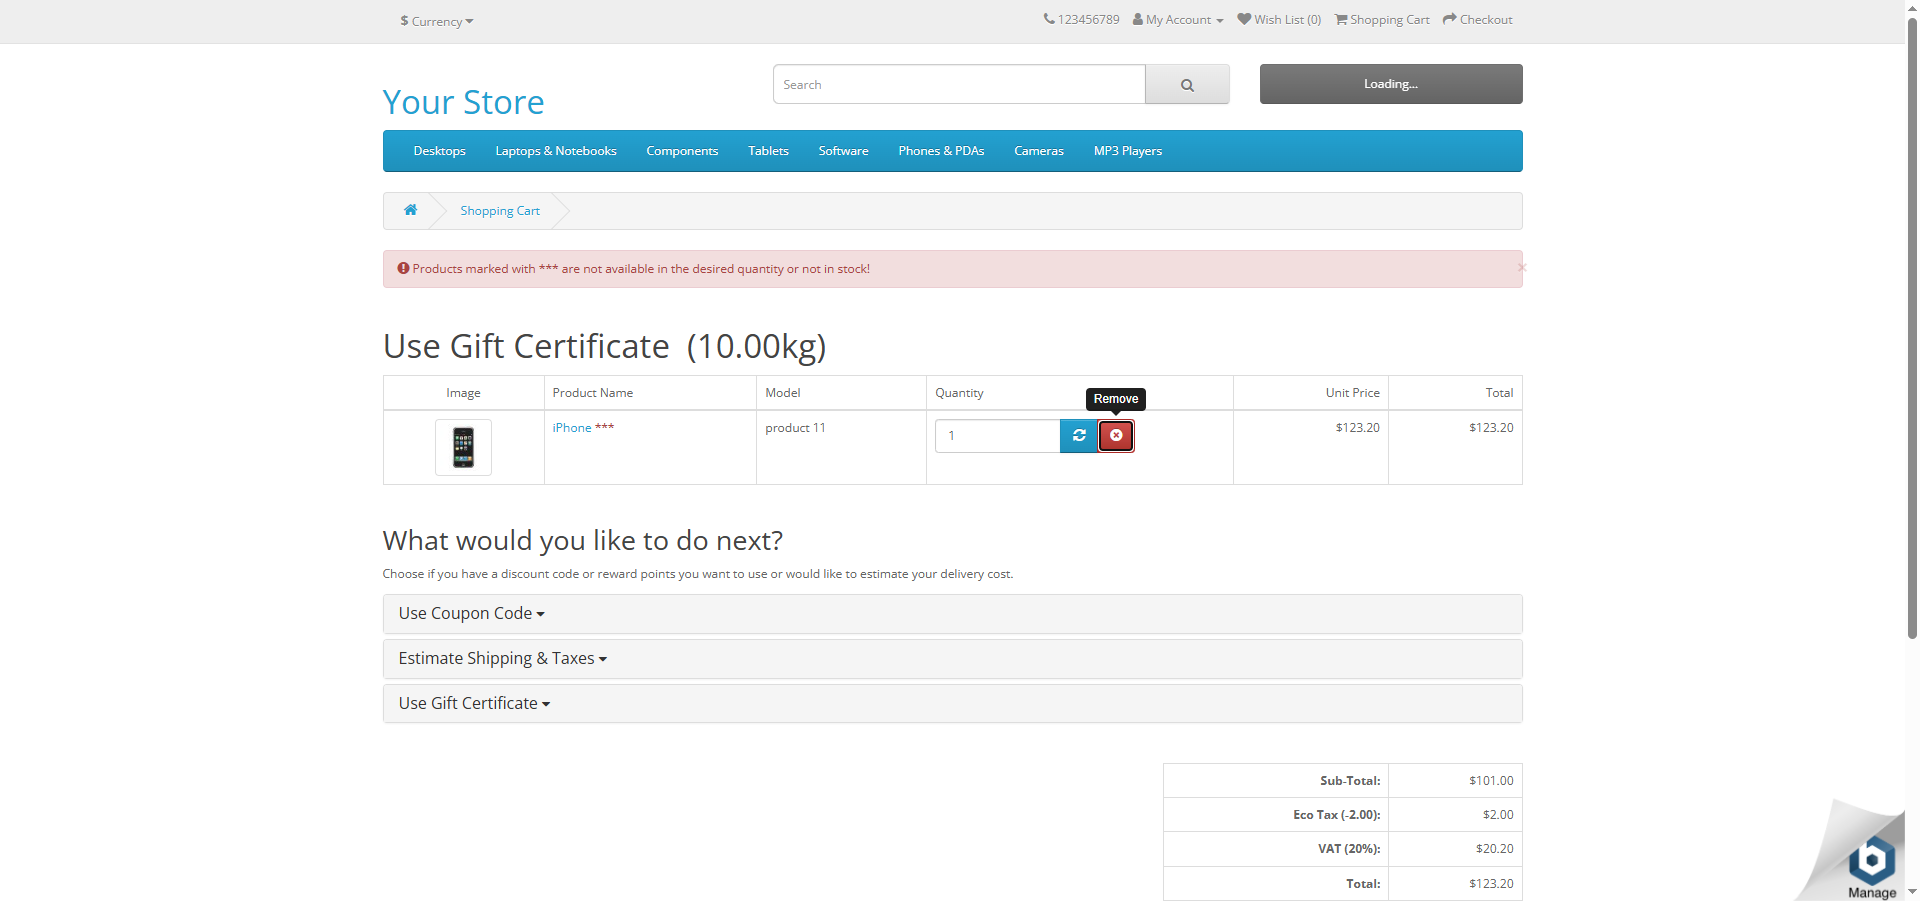 $ Currency
123456789 My Account Wish List (0) Shopping Cart Checkout
Your Store
Search
Loading...
Desktops Laptops & Notebooks Components Tablets Software Phones & PDAs Cameras MP3 Players
Shopping Cart
Products marked with *** are not available in the desired quantity or not in stock!
×
Use Gift Certificate (10.00kg)
Image Product Name Model Quantity Unit Price Total
Remove
iPhone *** product 11 1 $123.20 $123.20
What would you like to do next?
Choose if you have a discount code or reward points you want to use or would like to estimate your delivery cost.
Use Coupon Code
Estimate Shipping & Taxes
Use Gift Certificate
Sub-Total: $101.00
Eco Tax (-2.00): $2.00
VAT (20%): $20.20
Total: $123.20
Manage